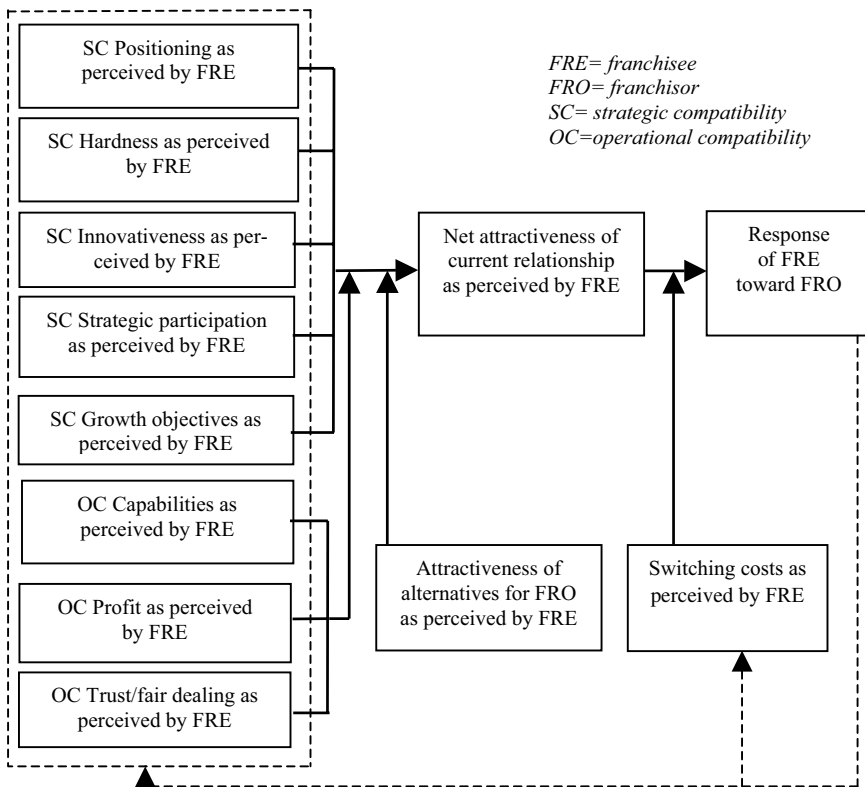 SC Positioning as
perceived by FRE
SC Hardness as perceived
by FRE
SC Innovativeness as per-
ceived by FRE
SC Strategic participation
as perceived by FRE
SC Growth objectives as
perceived by FRE
OC Capabilities as
perceived by FRE
OC Profit as perceived
by FRE
OC Trust/fair dealing as
perceived by FRE
FRE= franchisee
FRO= franchisor
SC= strategic compatibility
OC=operational compatibility
Net attractiveness of
current relationship
as perceived by FRE
Response
of FRE
toward FRO
Attractiveness of
alternatives for FRO
as perceived by FRE
Switching costs as
perceived by FRE